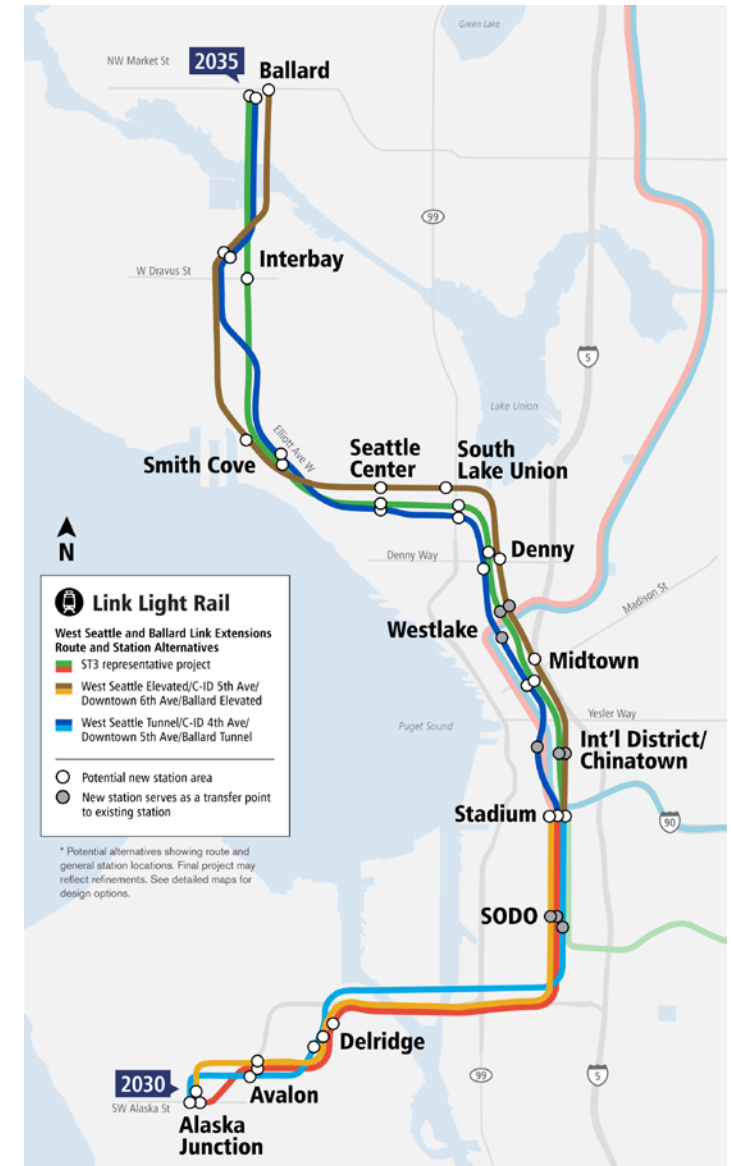 Green Lake
NW Market St
2035
Ballard
99
Interbay
W Dravus St
5
Lake Union
Elliott Ave W
Smith Cove
Seattle
Center
South
Lake Union
N
Denny Way
Denny
Madison St
Westlake
Midtown
Link Light Rail
West Seattle and Ballard Link Extensions
Route and Station Alternatives
ST3 representative project
West Seattle Elevated/C-ID 5th Ave/
Downtown 6th Ave/Ballard Elevated
West Seattle Tunnel/C-ID 4th Ave/
Downtown 5th Ave/Ballard Tunnel
Potential new station area
New station serves as a transfer point
to existing station
Puget Sound
Yesler Way
Int'l District/
Chinatown
Stadium
90
* Potential alternatives showing route and
general station locations. Final project may
reflect refinements. See detailed maps for
design options.
SODO
Delridge
2030
Avalon
99
5
SW Alaska St
Alaska
Junction